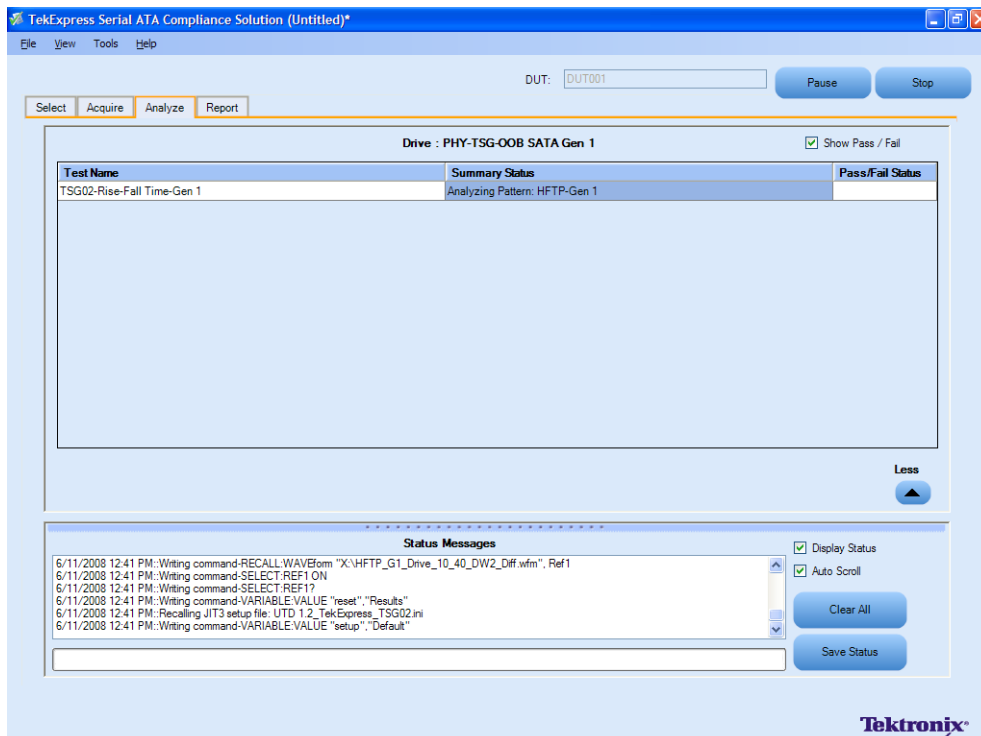 TekExpress Serial ATA Compliance Solution (Untitled)*
File View Tools Help
DUT: DUT001 Pause Stop
Select Acquire Analyze Report
Drive : PHY-TSG-OOB SATA Gen 1 Show Pass / Fail
Test Name Summary Status Pass/Fail Status
TSG02-Rise-Fall Time-Gen 1 Analyzing Pattern: HFTP-Gen 1
Less
Status Messages
Display Status
Auto Scroll
6/11/2008 12:41 PM::Writing command-RECALL:WAVEform "X:\HFTP_G1_Drive_10_40_DW2_Diff.wfm", Ref1
6/11/2008 12:41 PM::Writing command-SELECT:REF1 ON
6/11/2008 12:41 PM::Writing command-SELECT:REF1?
6/11/2008 12:41 PM::Writing command-VARIABLE:VALUE "reset","Results"
6/11/2008 12:41 PM::Recalling JIT3 setup file: UTD 1.2_TekExpress_TSG02.ini
6/11/2008 12:41 PM::Writing command-VARIABLE:VALUE "setup","Default"
Clear All
Save Status
Tektronix